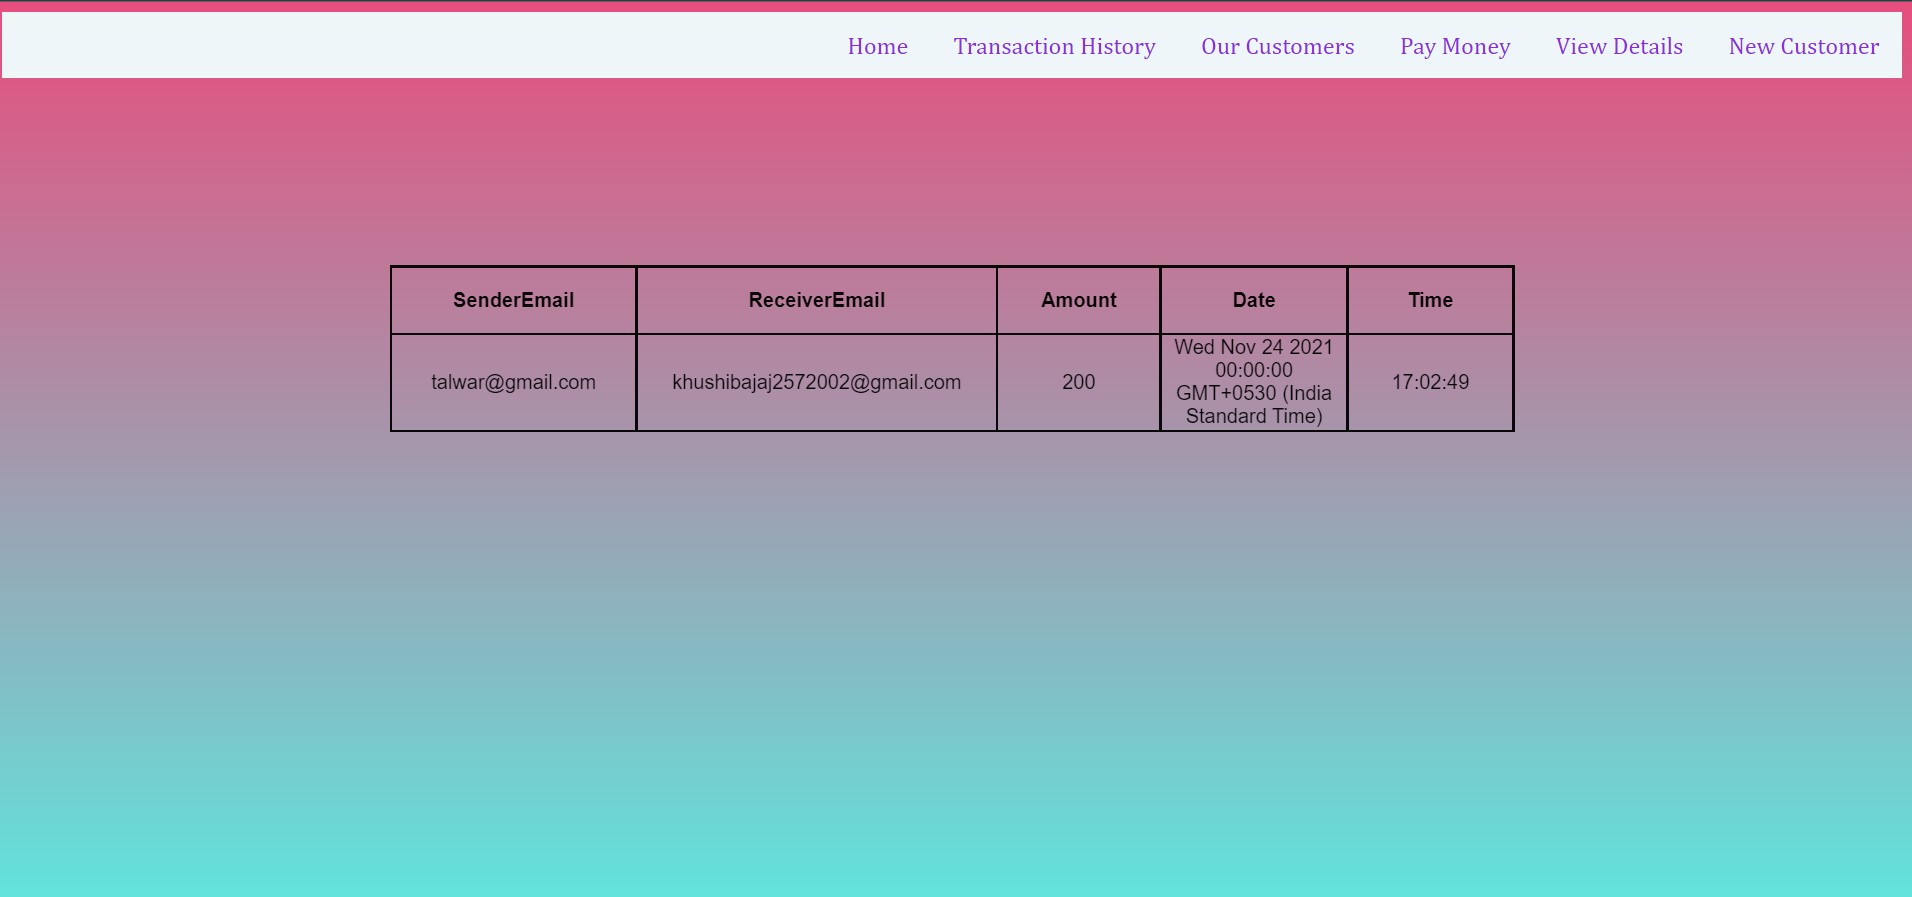 Home Transaction History Our Customers Pay Money View Details New Customer
SenderEmail ReceiverEmail Amount Date Time
talwar@gmail.com khushibajaj2572002@gmail.com 200 Wed Nov 24 2021
00:00:00
GMT+0530 (India
Standard Time) 17:02:49